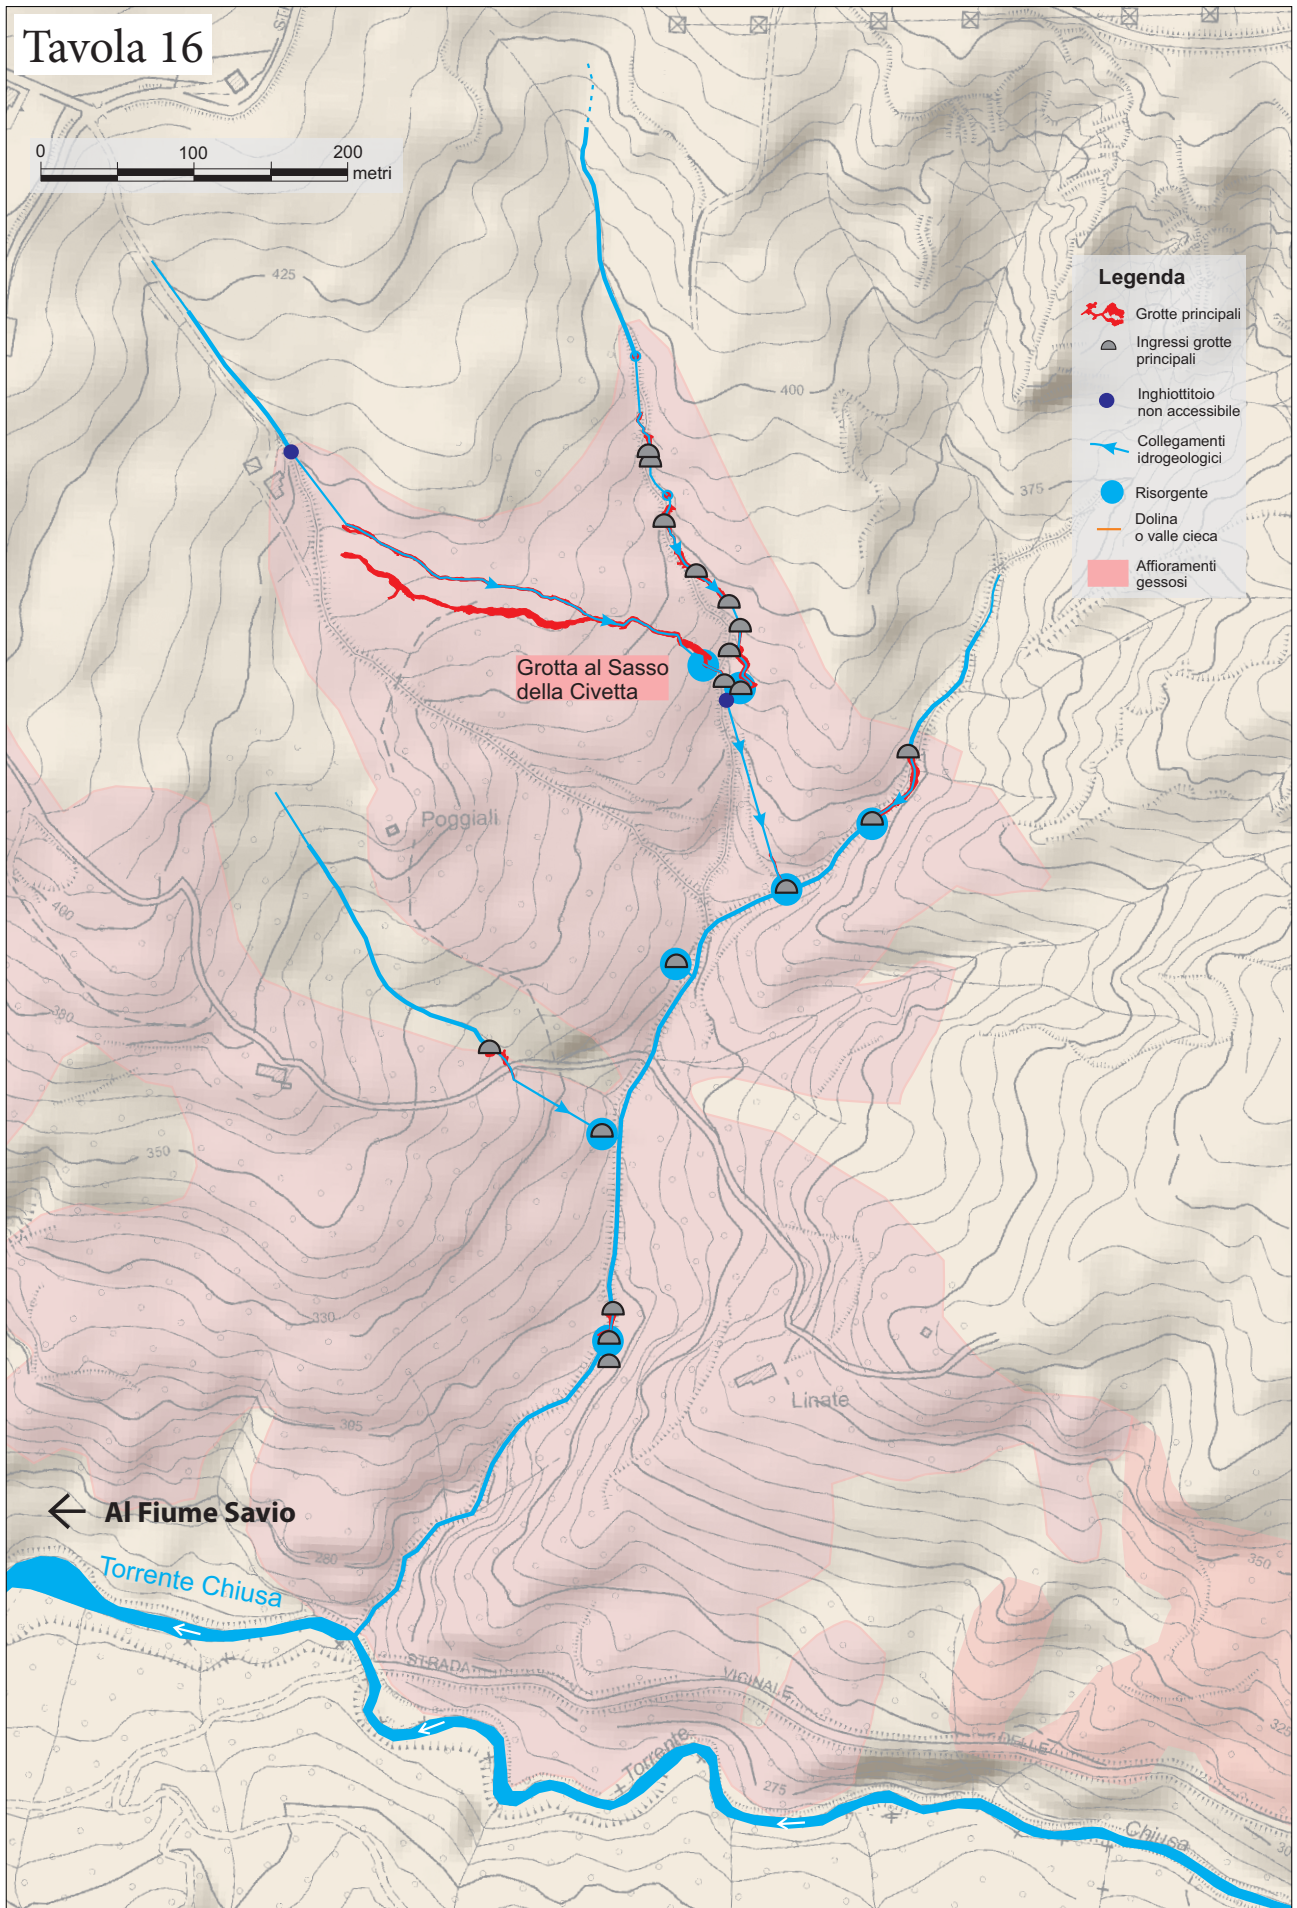 Tavola 16
0 100 200
metri
425
400
375
Legenda
Grotte principali
Ingressi grotte
principali
Inghiottitoio
non accessibile
Collegamenti
idrogeologici
Risorgente
Dolina
o valle cieca
Affioramenti
gessosi
Grotta al Sasso
della Civetta
Poggiali
400
380
350
330
305
Linate
Al Fiume Savio
280
350
Torrente Chiusa
STRADA
VICINALE
DELLE
325
Torrente
275
Chiusa